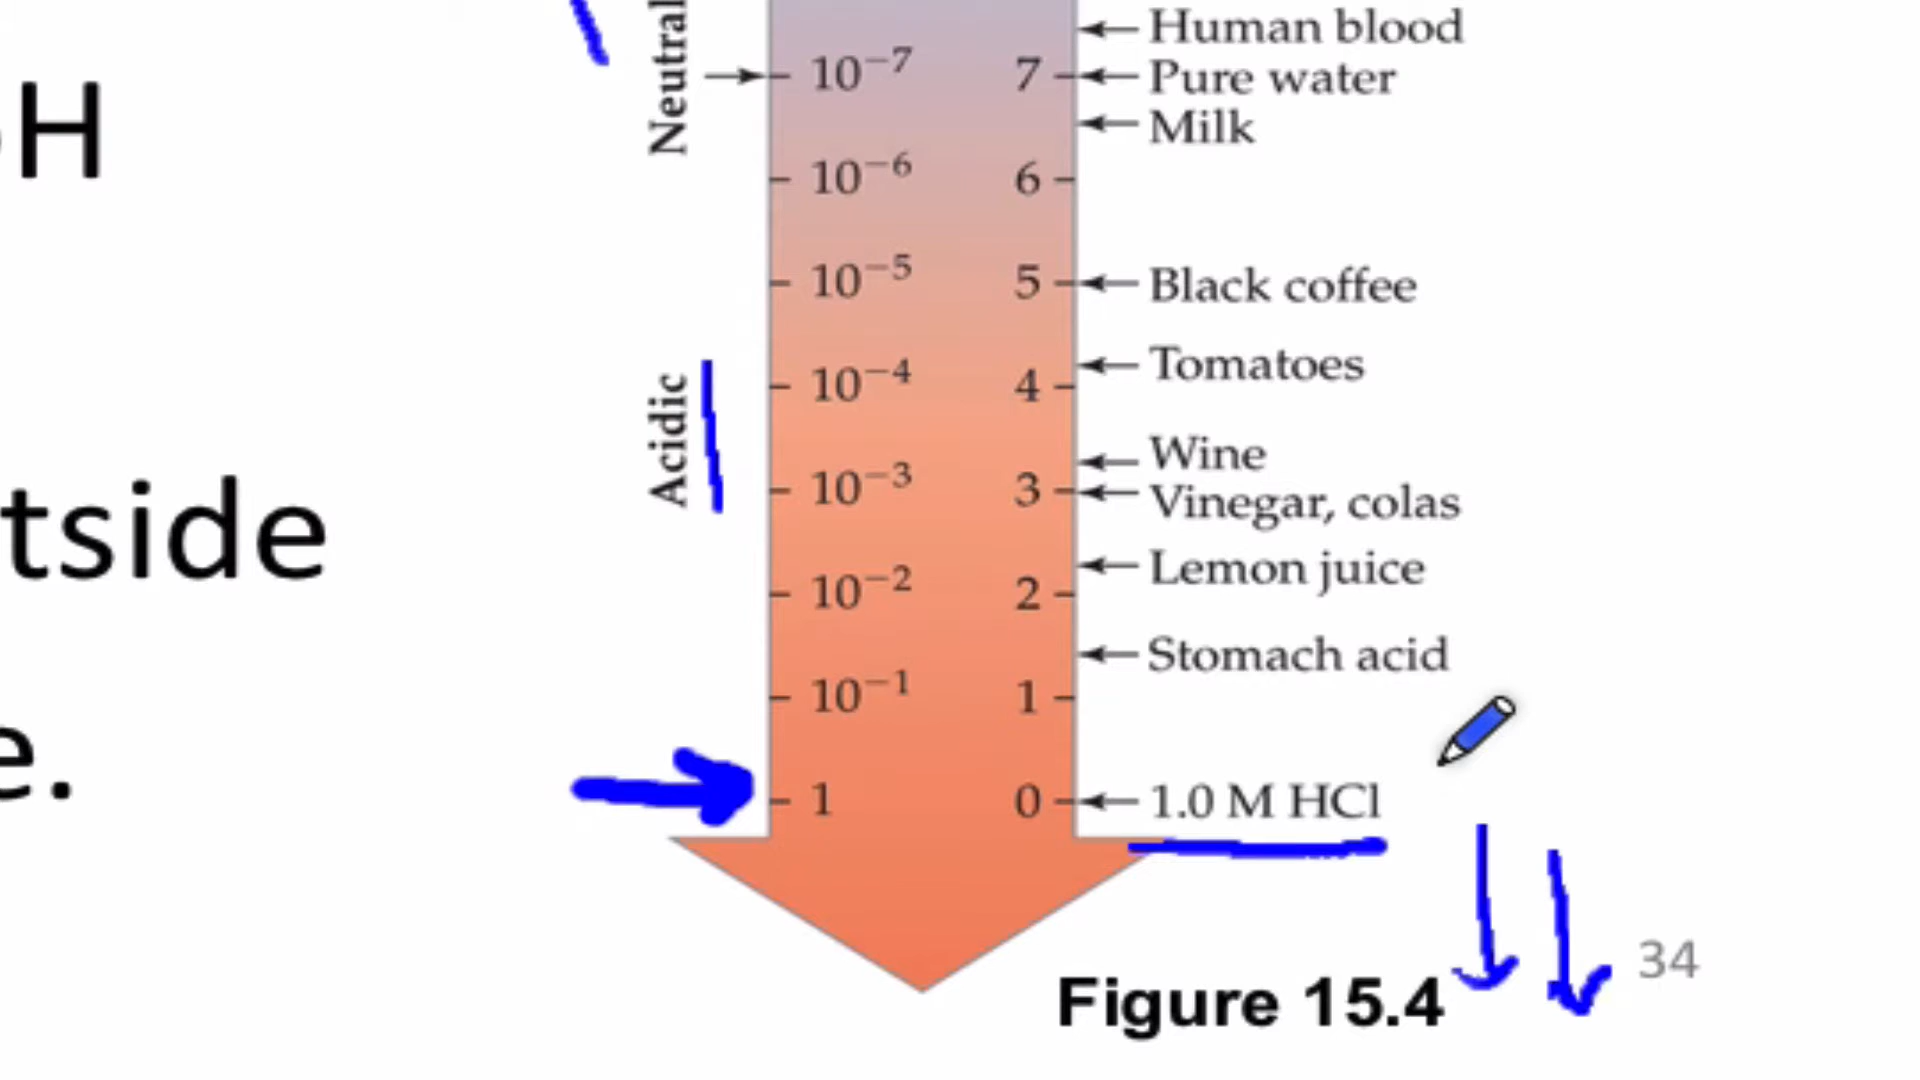 Human blood
Neutral
10−7 7 Pure water
Milk
H
10−6 6
10−5 5 Black coffee
Tomatoes
10−4 4
Acidic
Wine
10−3 3 Vinegar, colas
tside
Lemon juice
10−2 2
Stomach acid
10−1 1
e.
1 0 1.0 M HCl
34
Figure 15.4